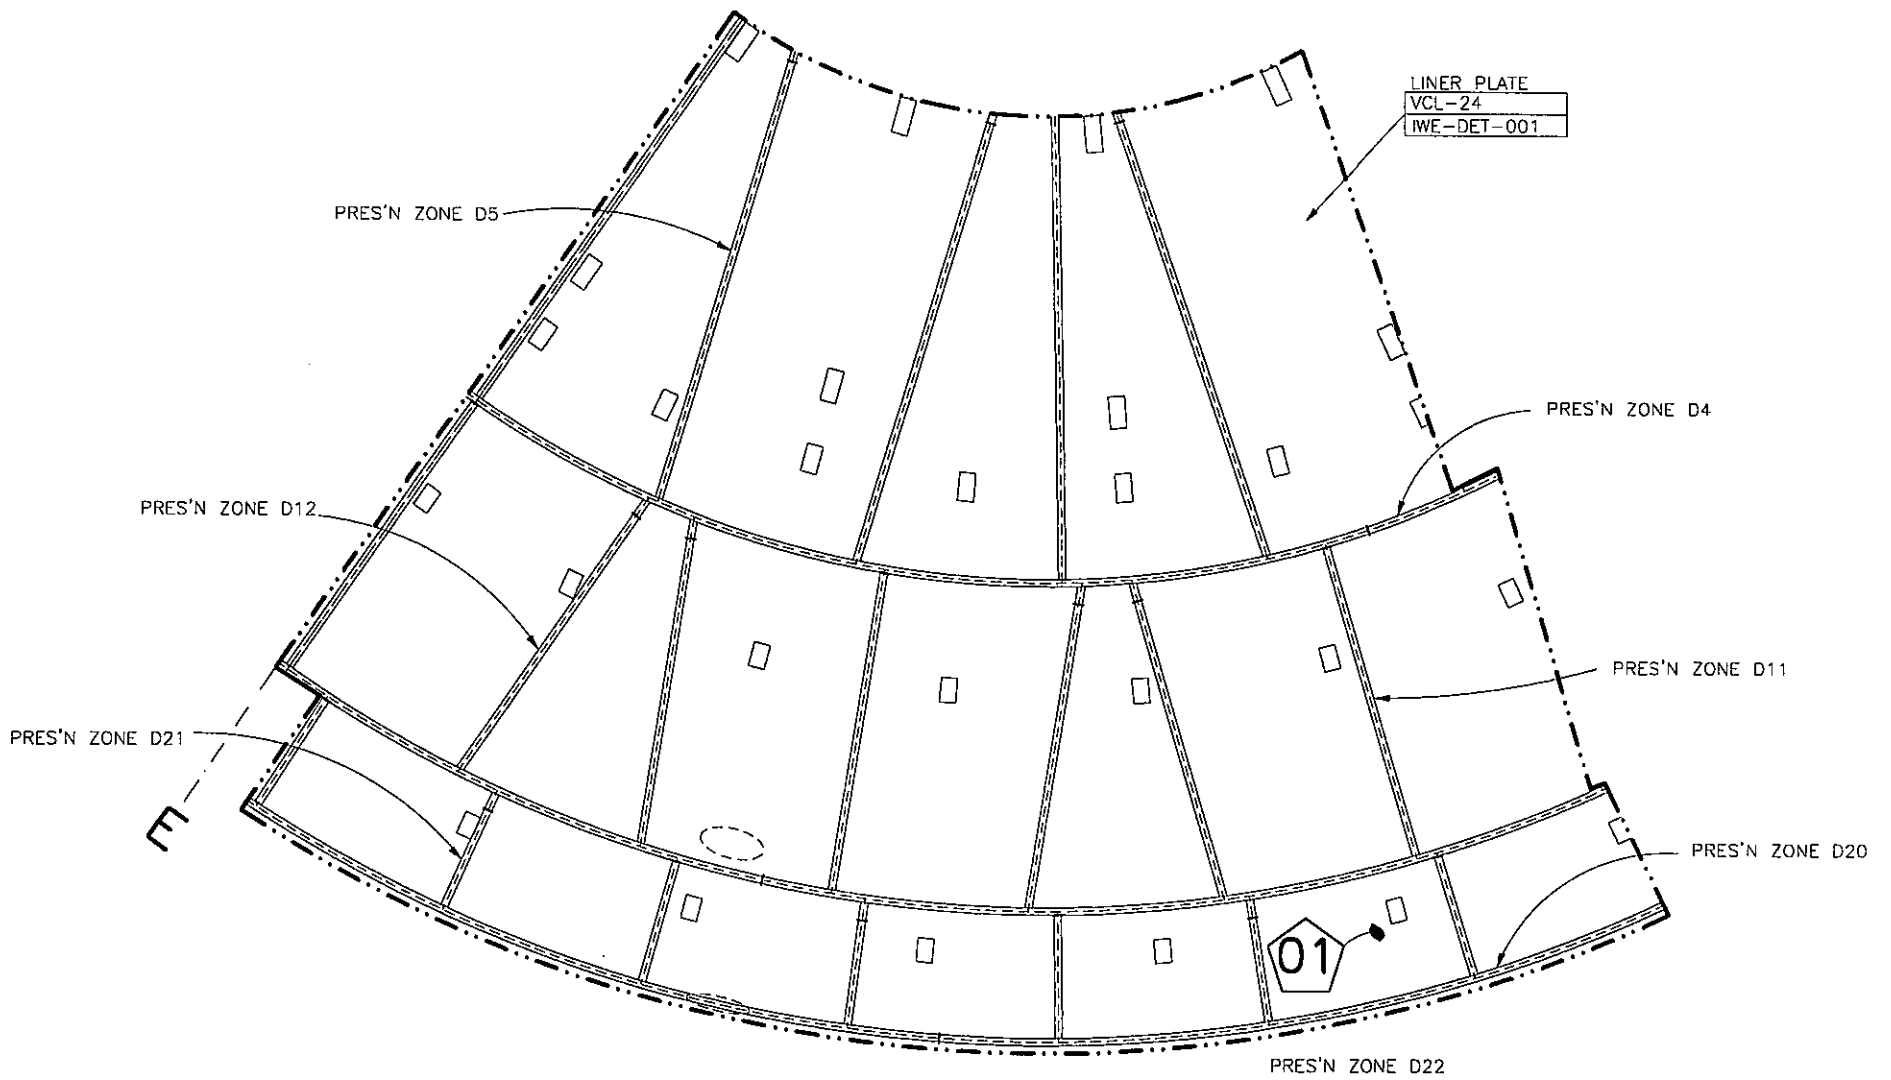 LINER PLATE
VCL-24
IWE-DET-001
PRES'N ZONE D5
PRES'N ZONE D4
PRES'N ZONE D12
PRES'N ZONE D11
PRES'N ZONE D21
E
PRES'N ZONE D20
01
PRES'N ZONE D22